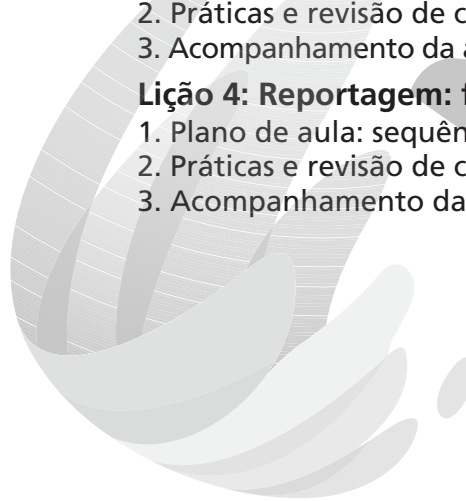 2. Práticas e revisão de c
3. Acompanhamento da a
Lição 4: Reportagem: f
1. Plano de aula: sequên
2. Práticas e revisão de c
3. Acompanhamento da